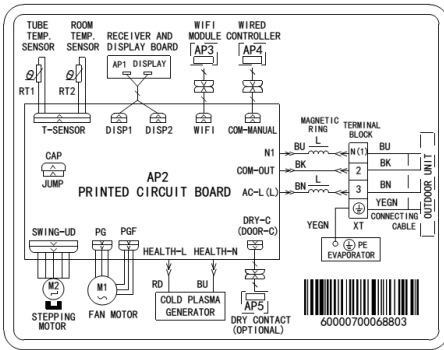 TUBE TEMP. SENSOR
ROOM TEMP. SENSOR
RECEIVER AND DISPLAY BOARD
WIFI MODULE
WIRED CONTROLLER
AP1 DISPLAY
AP3
AP4
RT1
RT2
T-SENSOR
DISP1
DISP2
WIFI
COM-MANUAL
MAGNETIC RING
TERMINAL BLOCK
CAP
JUMP
AP2
PRINTED CIRCUIT BOARD
N1
BU
L
N(1)
BU
COM-OUT
BK
2
BK
AC-L(L)
BN
L
3
BN
YEGN
OUTDOOR UNIT
XT
CONNECTING CABLE
YEGN
PE
EVAPORATOR
DRY-C
(DOOR-C)
SWING-UD
PG
PGF
HEALTH-L
HEALTH-N
M2
M1
RD
BU
STEPPING MOTOR
FAN MOTOR
COLD PLASMA GENERATOR
AP5
DRY CONTACT
(OPTIONAL)
60000700068803